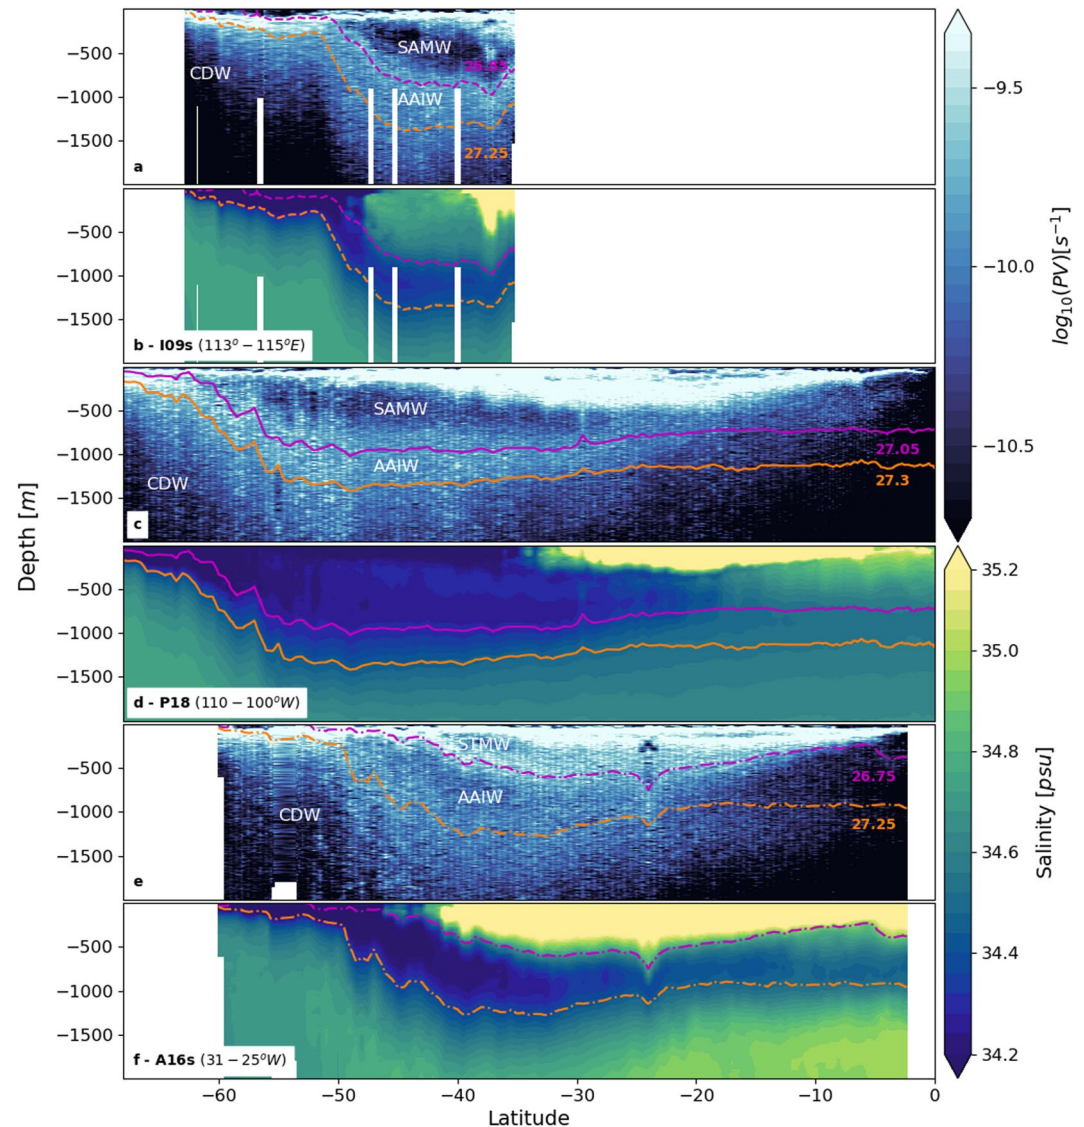 −500
−1000
−1500
CDW
SAMW
26.85
AAIW
27.25
a
−9.5
−10.0
−10.5
log₁₀(PV)[s⁻¹]
−500
−1000
−1500
b - I09s (113° − 115°E)
−500
−1000
−1500
SAMW
AAIW
CDW
27.05
27.3
c
Depth [m]
−500
−1000
−1500
d - P18 (110 − 100°W)
35.2
35.0
34.8
34.6
34.4
34.2
Salinity [psu]
−500
−1000
−1500
STMW
AAIW
CDW
26.75
27.25
e
−500
−1000
−1500
f - A16s (31 − 25°W)
−60
−50
−40
−30
−20
−10
0
Latitude